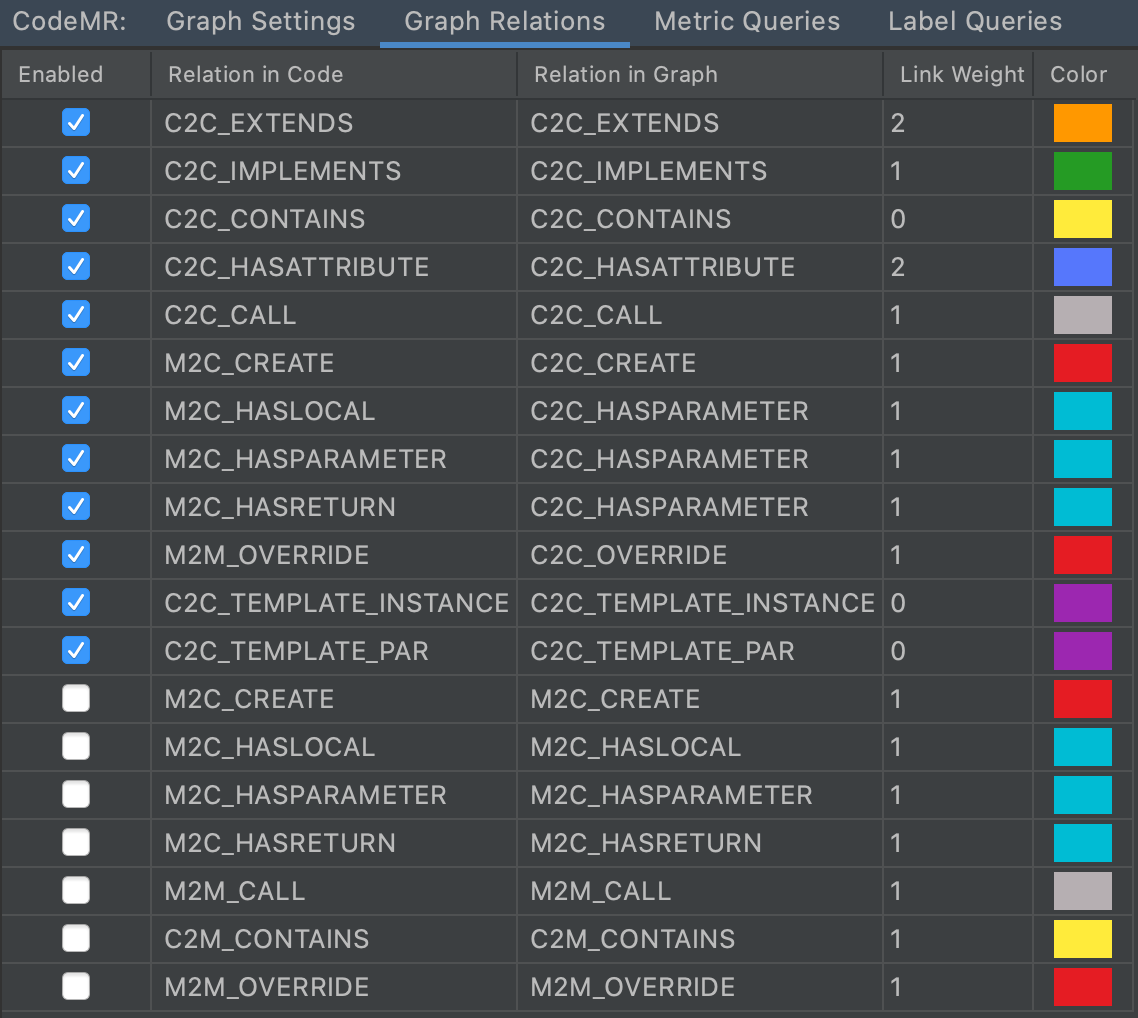 CodeMR: Graph Settings Graph Relations Metric Queries Label Queries
Enabled Relation in Code Relation in Graph Link Weight Color
C2C_EXTENDS C2C_EXTENDS 2
C2C_IMPLEMENTS C2C_IMPLEMENTS 1
C2C_CONTAINS C2C_CONTAINS 0
C2C_HASATTRIBUTE C2C_HASATTRIBUTE 2
C2C_CALL C2C_CALL 1
M2C_CREATE C2C_CREATE 1
M2C_HASLOCAL C2C_HASPARAMETER 1
M2C_HASPARAMETER C2C_HASPARAMETER 1
M2C_HASRETURN C2C_HASPARAMETER 1
M2M_OVERRIDE C2C_OVERRIDE 1
C2C_TEMPLATE_INSTANCE C2C_TEMPLATE_INSTANCE 0
C2C_TEMPLATE_PAR C2C_TEMPLATE_PAR 0
M2C_CREATE M2C_CREATE 1
M2C_HASLOCAL M2C_HASLOCAL 1
M2C_HASPARAMETER M2C_HASPARAMETER 1
M2C_HASRETURN M2C_HASRETURN 1
M2M_CALL M2M_CALL 1
C2M_CONTAINS C2M_CONTAINS 1
M2M_OVERRIDE M2M_OVERRIDE 1